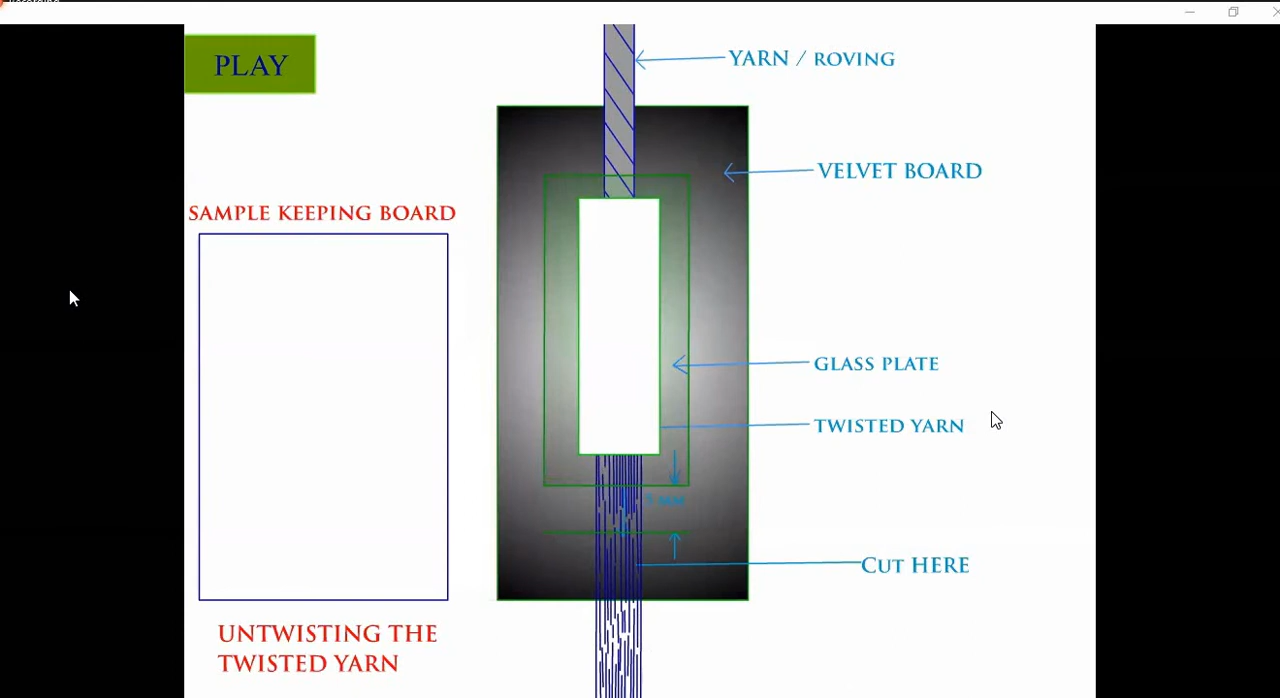 PLAY
YARN / ROVING
VELVET BOARD
SAMPLE KEEPING BOARD
GLASS PLATE
TWISTED YARN
CUT HERE
UNTWISTING THE
TWISTED YARN